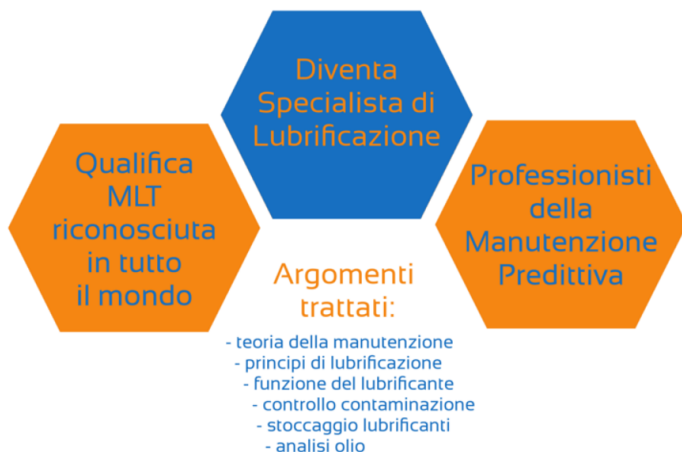 Diventa
Specialista di
Lubrificazione
Qualifica
MLT
riconosciuta
in tutto
il mondo
Professionisti
della
Manutenzione
Predittiva
Argomenti
trattati:
- teoria della manutenzione
- principi di lubrificazione
- funzione del lubrificante
- controllo contaminazione
- stoccaggio lubrificanti
- analisi olio